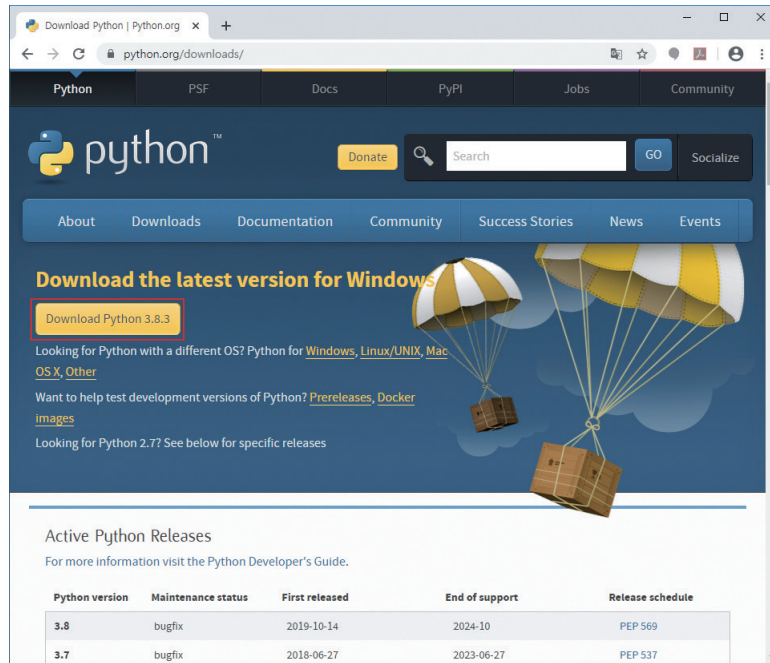 Download Python | Python.org
python.org/downloads/
Python PSF Docs PyPI Jobs Community
python™
Donate
Search
GO
Socialize
About Downloads Documentation Community Success Stories News Events
Download the latest version for Windows
Download Python 3.8.3
Looking for Python with a different OS? Python for Windows, Linux/UNIX, Mac
OS X, Other
Want to help test development versions of Python? Prereleases, Docker
images
Looking for Python 2.7? See below for specific releases
Active Python Releases
For more information visit the Python Developer's Guide.
Python version Maintenance status First released End of support Release schedule
3.8 bugfix 2019-10-14 2024-10 PEP 569
3.7 bugfix 2018-06-27 2023-06-27 PEP 537